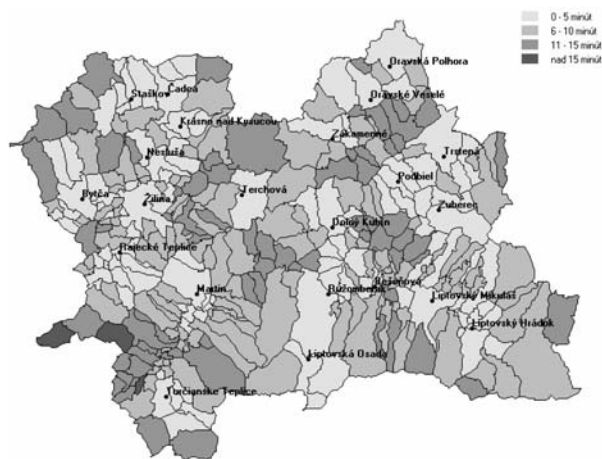 0 - 5 minút
6 - 10 minút
11 - 15 minút
nad 15 minút
Oravská Polhora
Čadca
Staškov
Oravské Veselé
Krásno nad Kysucou
Zákamenné
Nesluša
Trstená
Podbiel
Terchová
Bytča
Žilina
Zuberec
Dolný Kubín
Rajecké Teplice
Bešeňová
Martin
Ružomberok
Liptovský Mikuláš
Liptovský Hrádok
Liptovská Osada
Turčianske Teplice